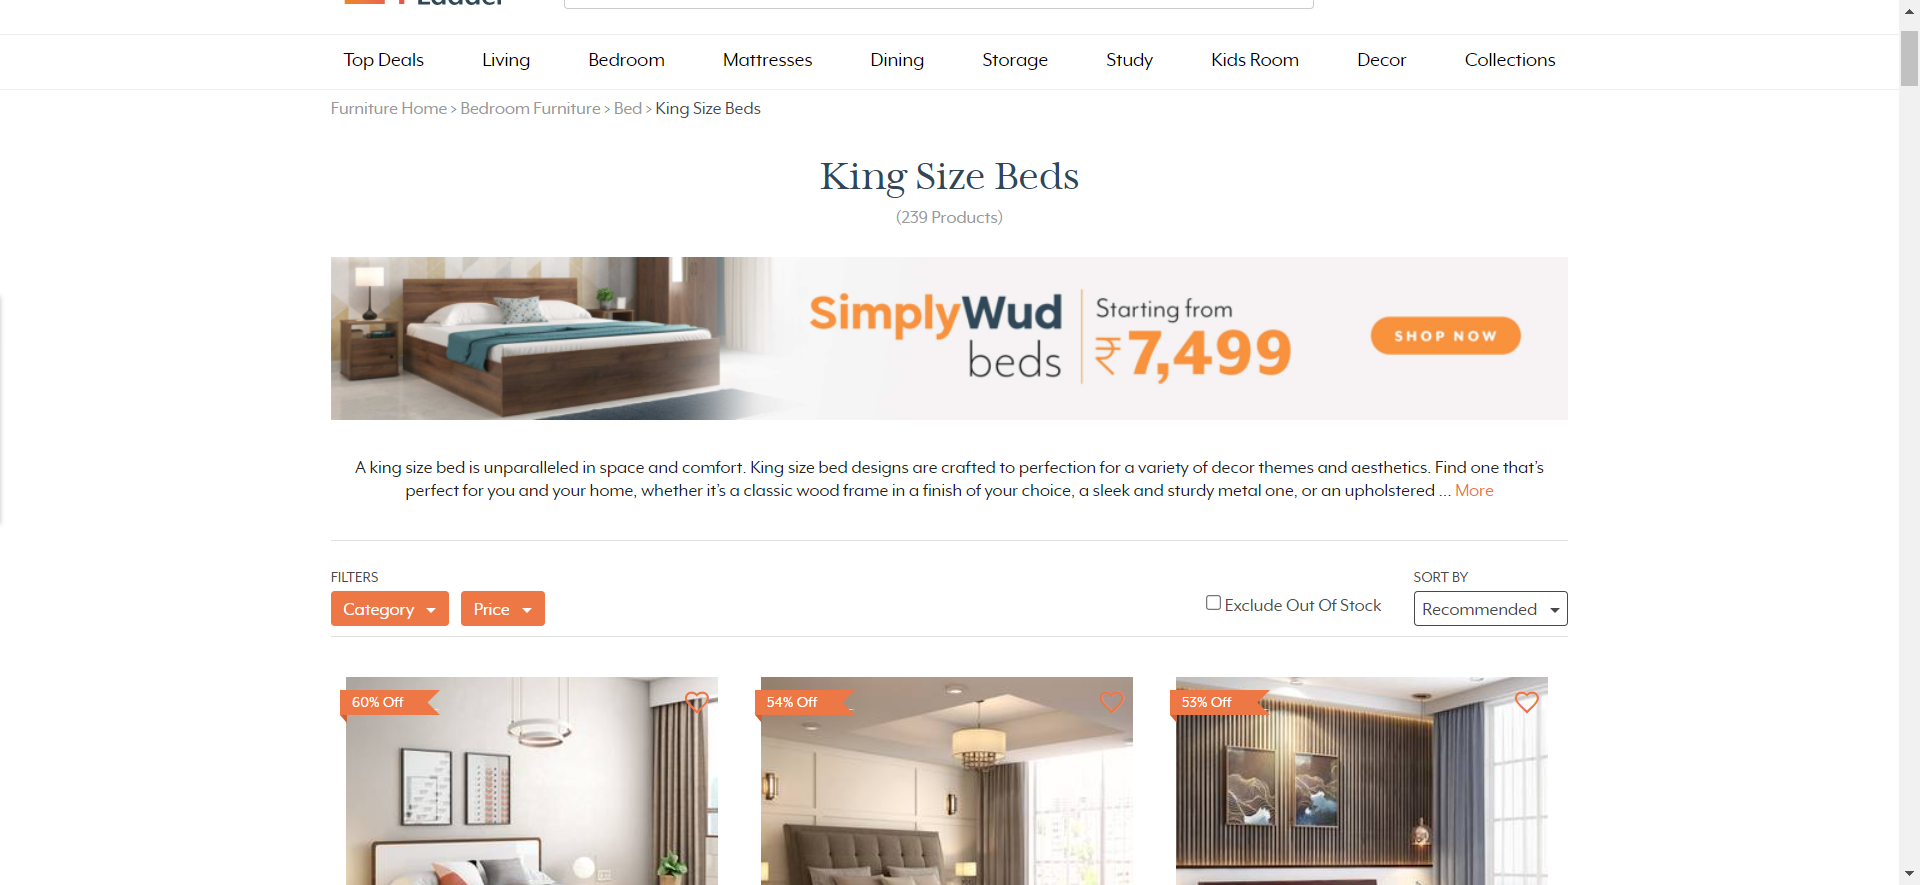 Ladder
Top Deals Living Bedroom Mattresses Dining Storage Study Kids Room Decor Collections
Furniture Home > Bedroom Furniture > Bed > King Size Beds
King Size Beds
(239 Products)
SimplyWud
beds
Starting from
₹7,499
SHOP NOW
A king size bed is unparalleled in space and comfort. King size bed designs are crafted to perfection for a variety of decor themes and aesthetics. Find one that’s
perfect for you and your home, whether it’s a classic wood frame in a finish of your choice, a sleek and sturdy metal one, or an upholstered ... More
FILTERS
Category Price
Exclude Out Of Stock
SORT BY
Recommended
60% Off 54% Off 53% Off